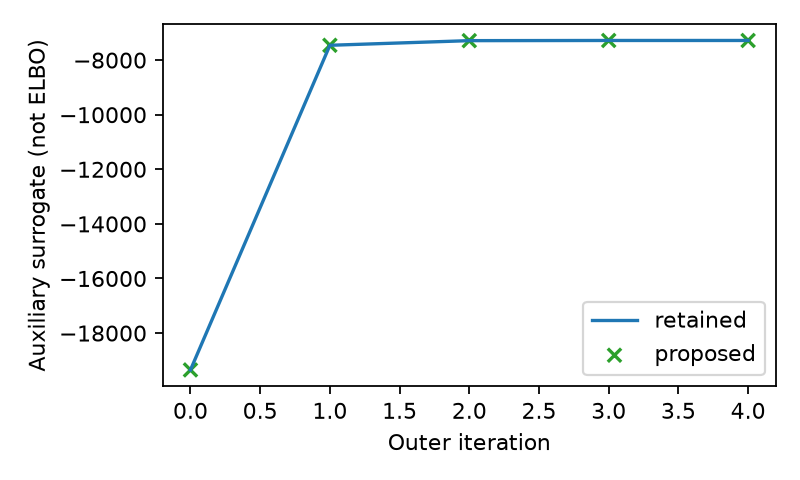 Auxiliary surrogate (not ELBO)
−8000
−10000
−12000
−14000
−16000
−18000
retained
proposed
0.0 0.5 1.0 1.5 2.0 2.5 3.0 3.5 4.0
Outer iteration